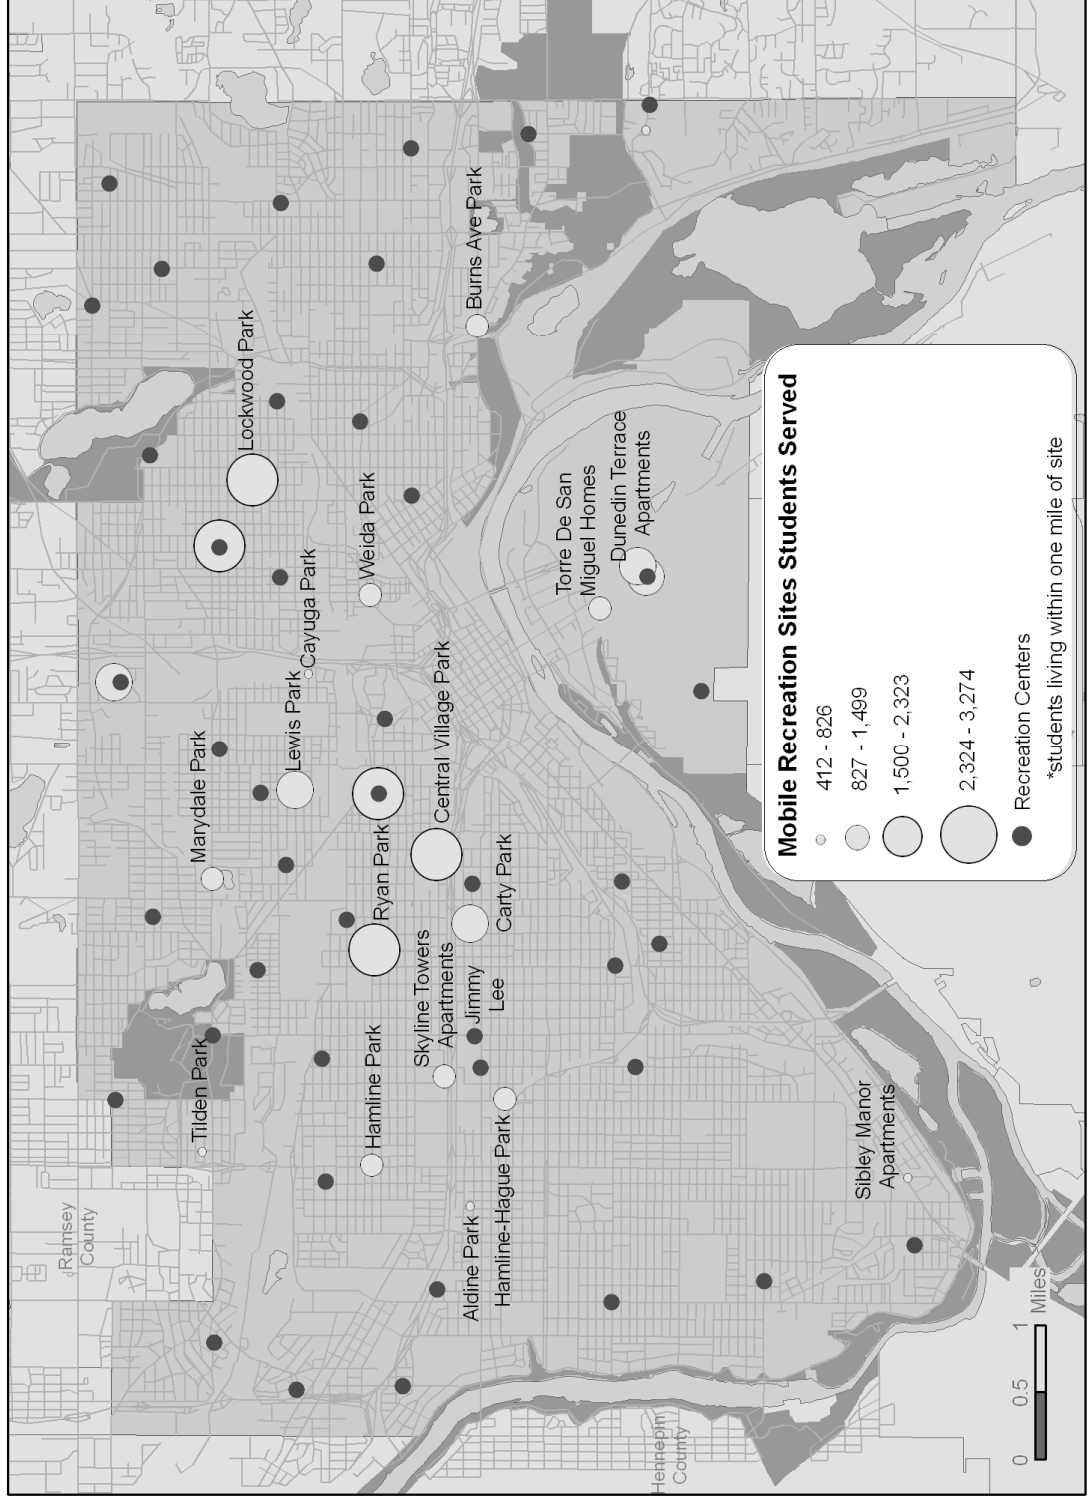 Ramsey
County
Tilden Park
Marydale Park
Lockwood Park
Lewis Park
Cayuga Park
Weida Park
Hamline Park
Ryan Park
Skyline Towers
Apartments
Central Village Park
Burns Ave Park
Aldine Park
Hamline-Hague Park
Jimmy
Lee
Carty Park
Torre De San
Miguel Homes
Dunedin Terrace
Apartments
Sibley Manor
Apartments
Hennepin
County
0 0.5 1
Miles
Mobile Recreation Sites Students Served
412 - 826
827 - 1,499
1,500 - 2,323
2,324 - 3,274
Recreation Centers
*students living within one mile of site